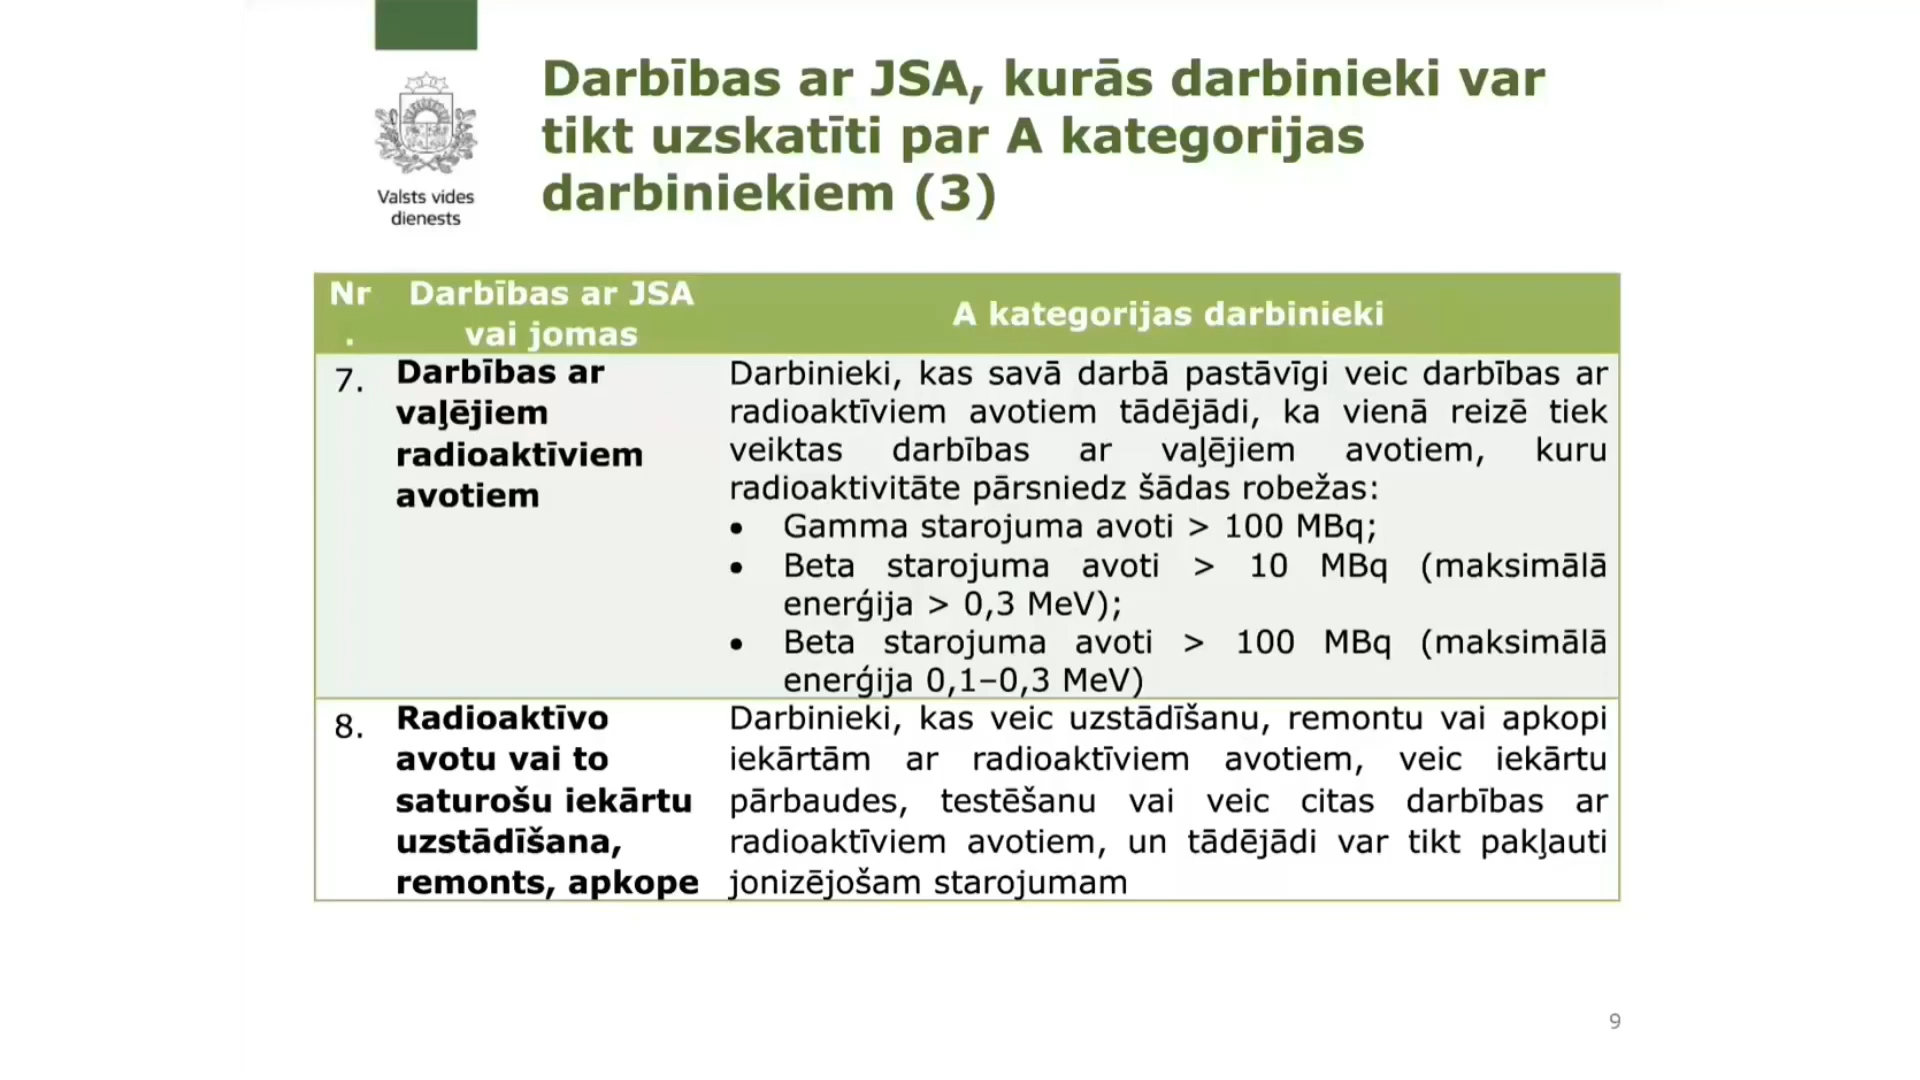 Valsts vides
dienests
Darbības ar JSA, kurās darbinieki var
tikt uzskatīti par A kategorijas
darbiniekiem (3)
Nr
.
Darbības ar JSA
vai jomas
A kategorijas darbinieki
7.
Darbības ar
vaļējiem
radioaktīviem
avotiem
Darbinieki, kas savā darbā pastāvīgi veic darbības ar
radioaktīviem avotiem tādējādi, ka vienā reizē tiek
veiktas darbības ar vaļējiem avotiem, kuru
radioaktivitāte pārsniedz šādas robežas:
• Gamma starojuma avoti > 100 MBq;
• Beta starojuma avoti > 10 MBq (maksimālā
enerģija > 0,3 MeV);
• Beta starojuma avoti > 100 MBq (maksimālā
enerģija 0,1–0,3 MeV)
8.
Radioaktīvo
avotu vai to
saturošu iekārtu
uzstādīšana,
remonts, apkope
Darbinieki, kas veic uzstādīšanu, remontu vai apkopi
iekārtām ar radioaktīviem avotiem, veic iekārtu
pārbaudes, testēšanu vai veic citas darbības ar
radioaktīviem avotiem, un tādējādi var tikt pakļauti
jonizējošam starojumam
9